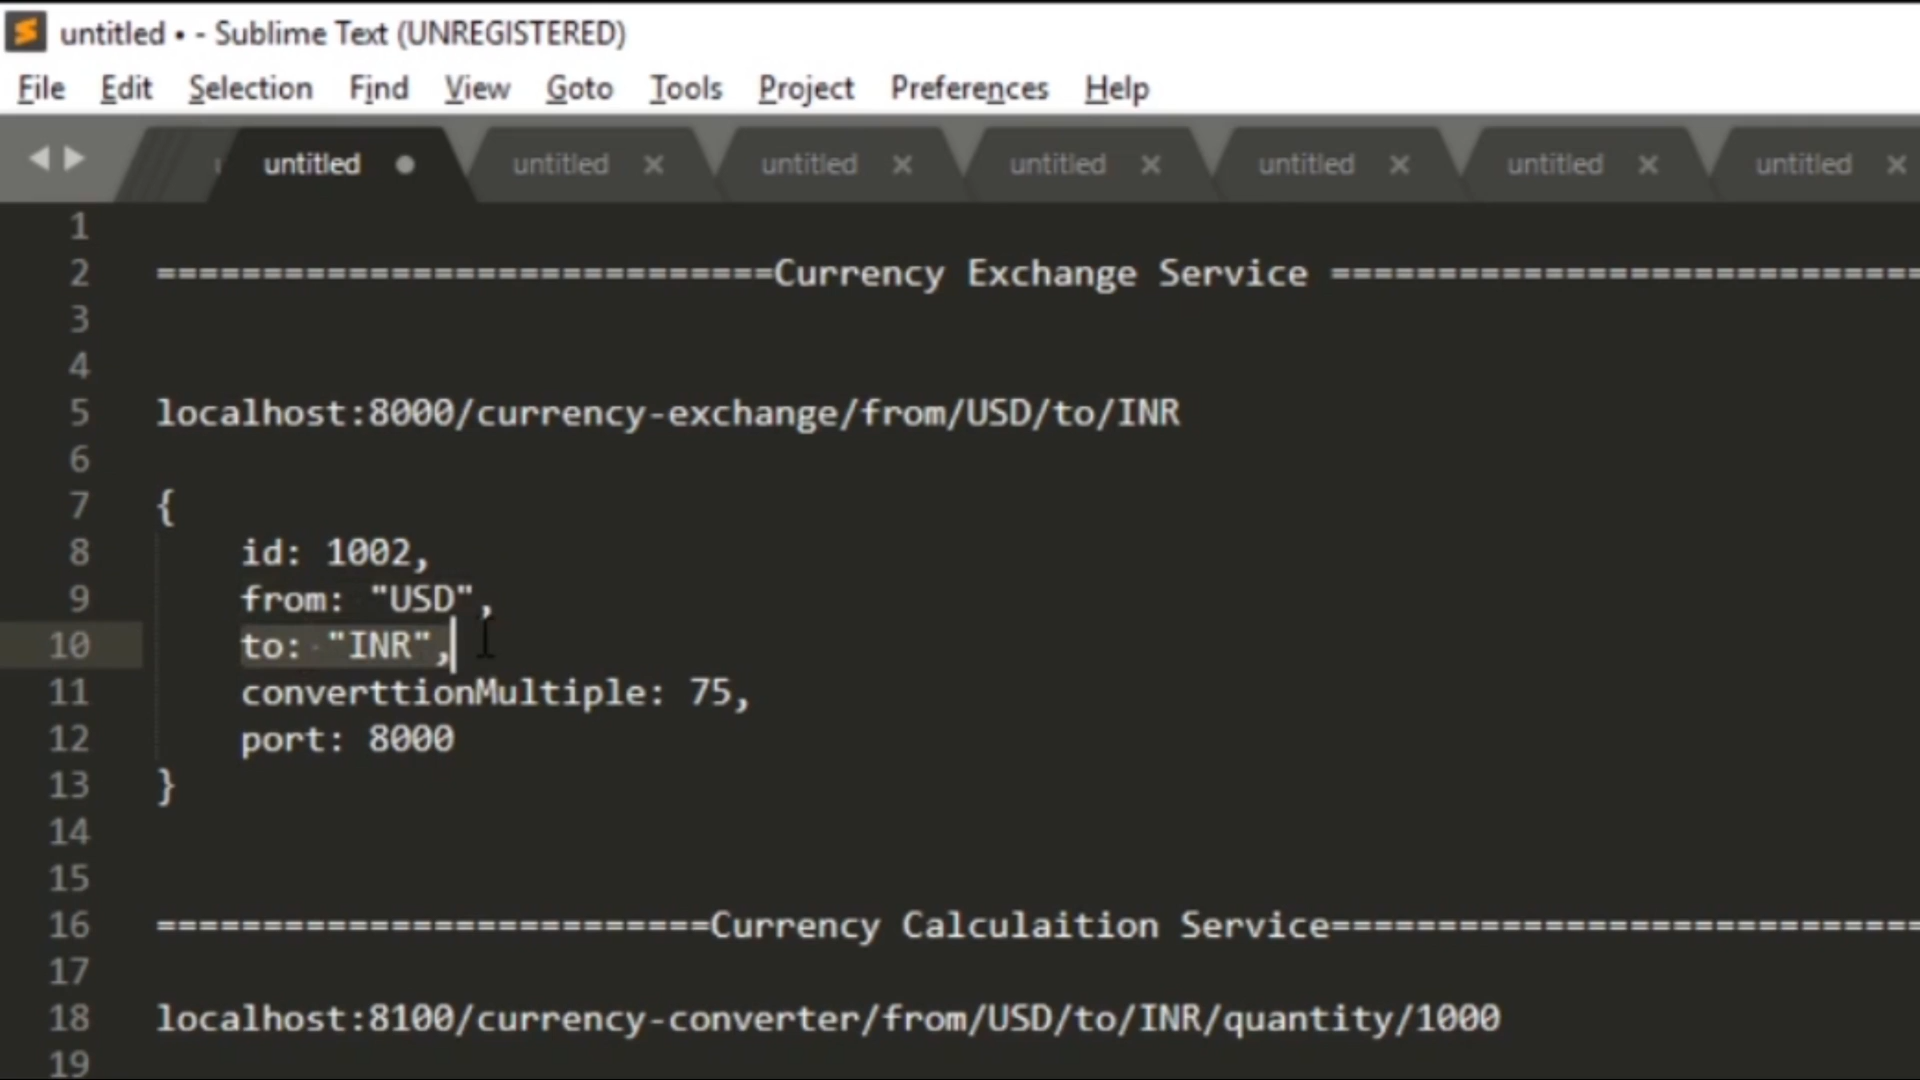 untitled • - Sublime Text (UNREGISTERED)
File Edit Selection Find View Goto Tools Project Preferences Help
untitled untitled untitled untitled untitled untitled untitled
1
2 =============================Currency Exchange Service ============================
3
4
5 localhost:8000/currency-exchange/from/USD/to/INR
6
7 {
8 id: 1002,
9 from: "USD",
10 to: "INR",
11 converttionMultiple: 75,
12 port: 8000
13 }
14
15
16 ==========================Currency Calculaition Service============================
17
18 localhost:8100/currency-converter/from/USD/to/INR/quantity/1000
19